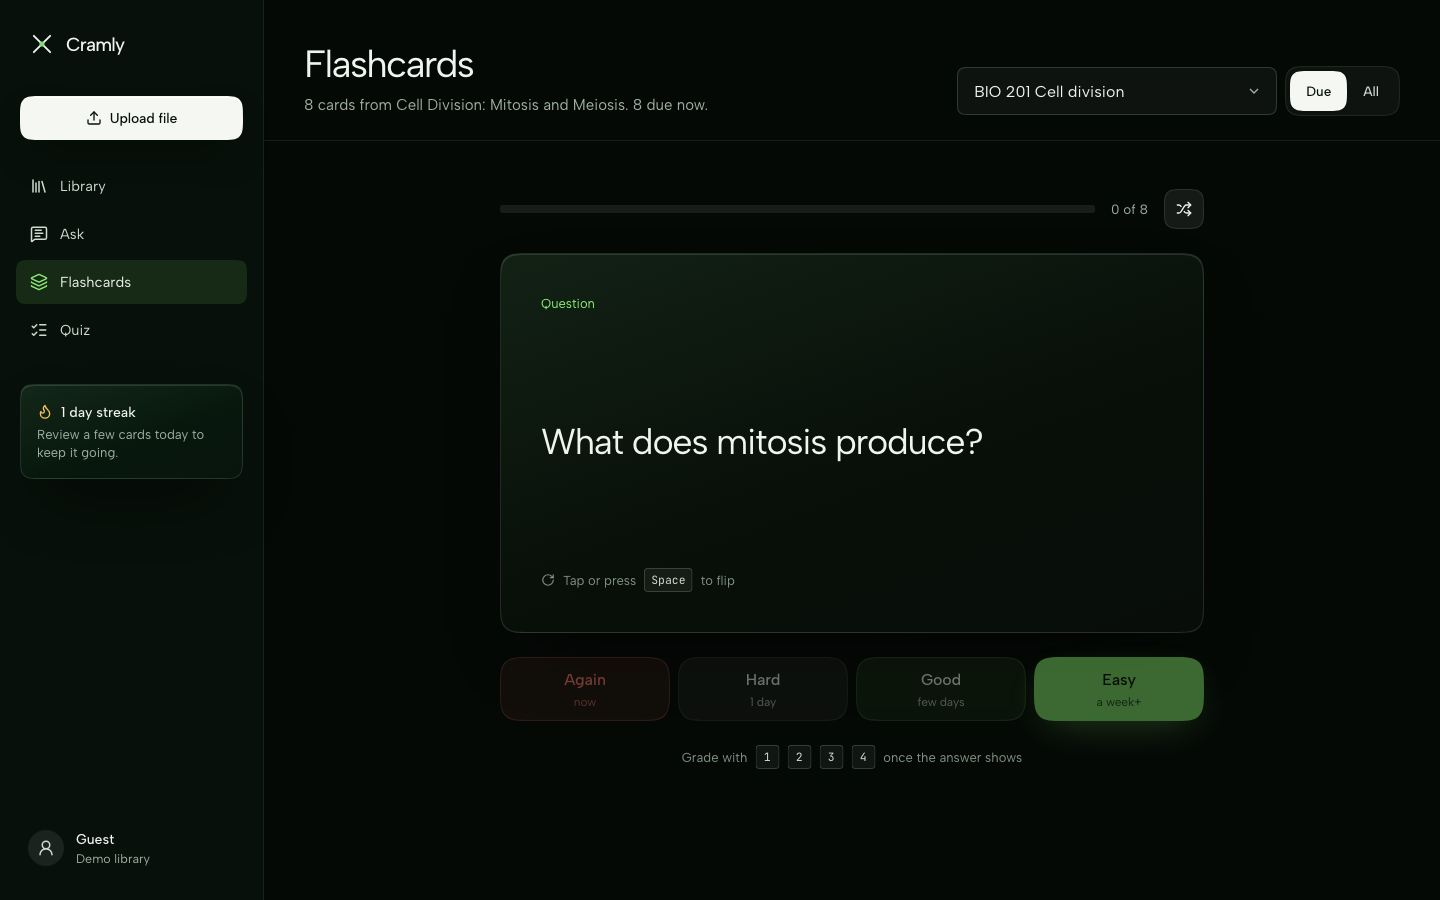 Cramly
Upload file
Library
Ask
Flashcards
Quiz
1 day streak
Review a few cards today to
keep it going.
Guest
Demo library
Flashcards
8 cards from Cell Division: Mitosis and Meiosis. 8 due now.
BIO 201 Cell division
Due All
0 of 8
Question
What does mitosis produce?
Tap or press Space to flip
Again Hard Good Easy
now 1 day few days a week+
Grade with 1 2 3 4 once the answer shows